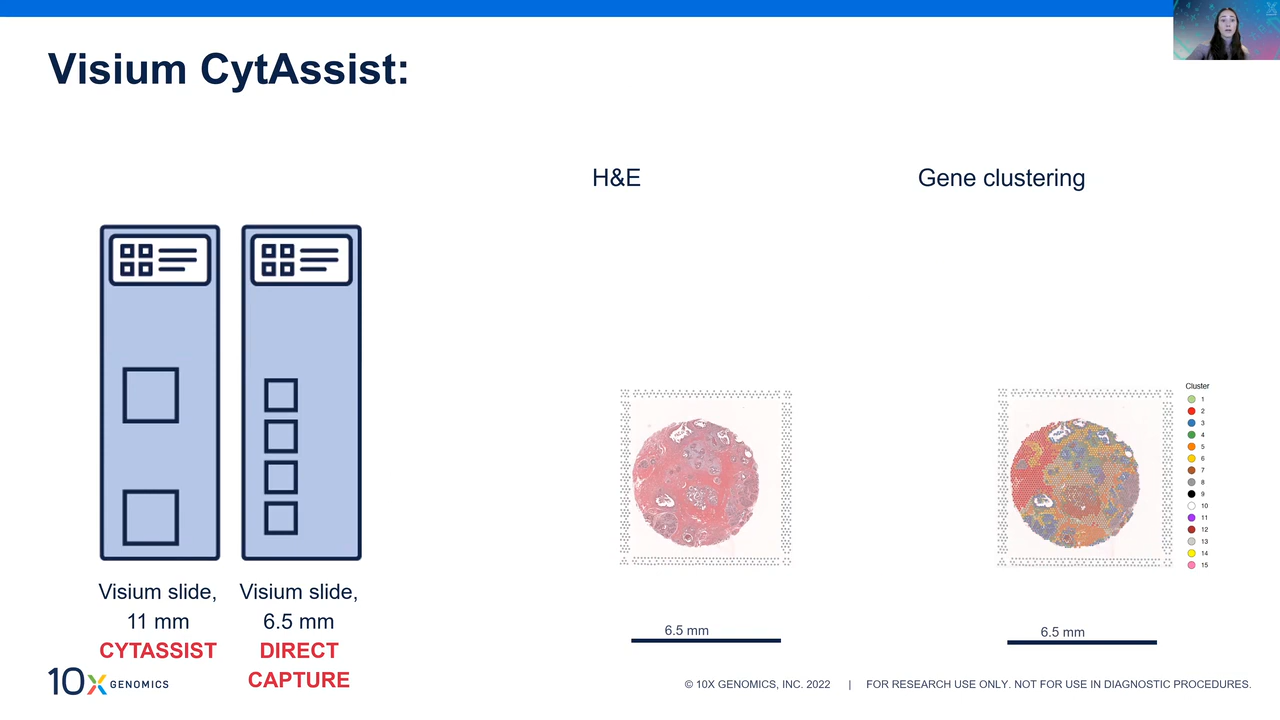 Visium CytAssist:
H&E
Gene clustering
Cluster
1
2
3
4
5
6
7
8
9
10
11
12
13
14
15
Visium slide,
11 mm
CYTASSIST
Visium slide,
6.5 mm
DIRECT
CAPTURE
6.5 mm
6.5 mm
10x GENOMICS
© 10X GENOMICS, INC. 2022 | FOR RESEARCH USE ONLY. NOT FOR USE IN DIAGNOSTIC PROCEDURES.